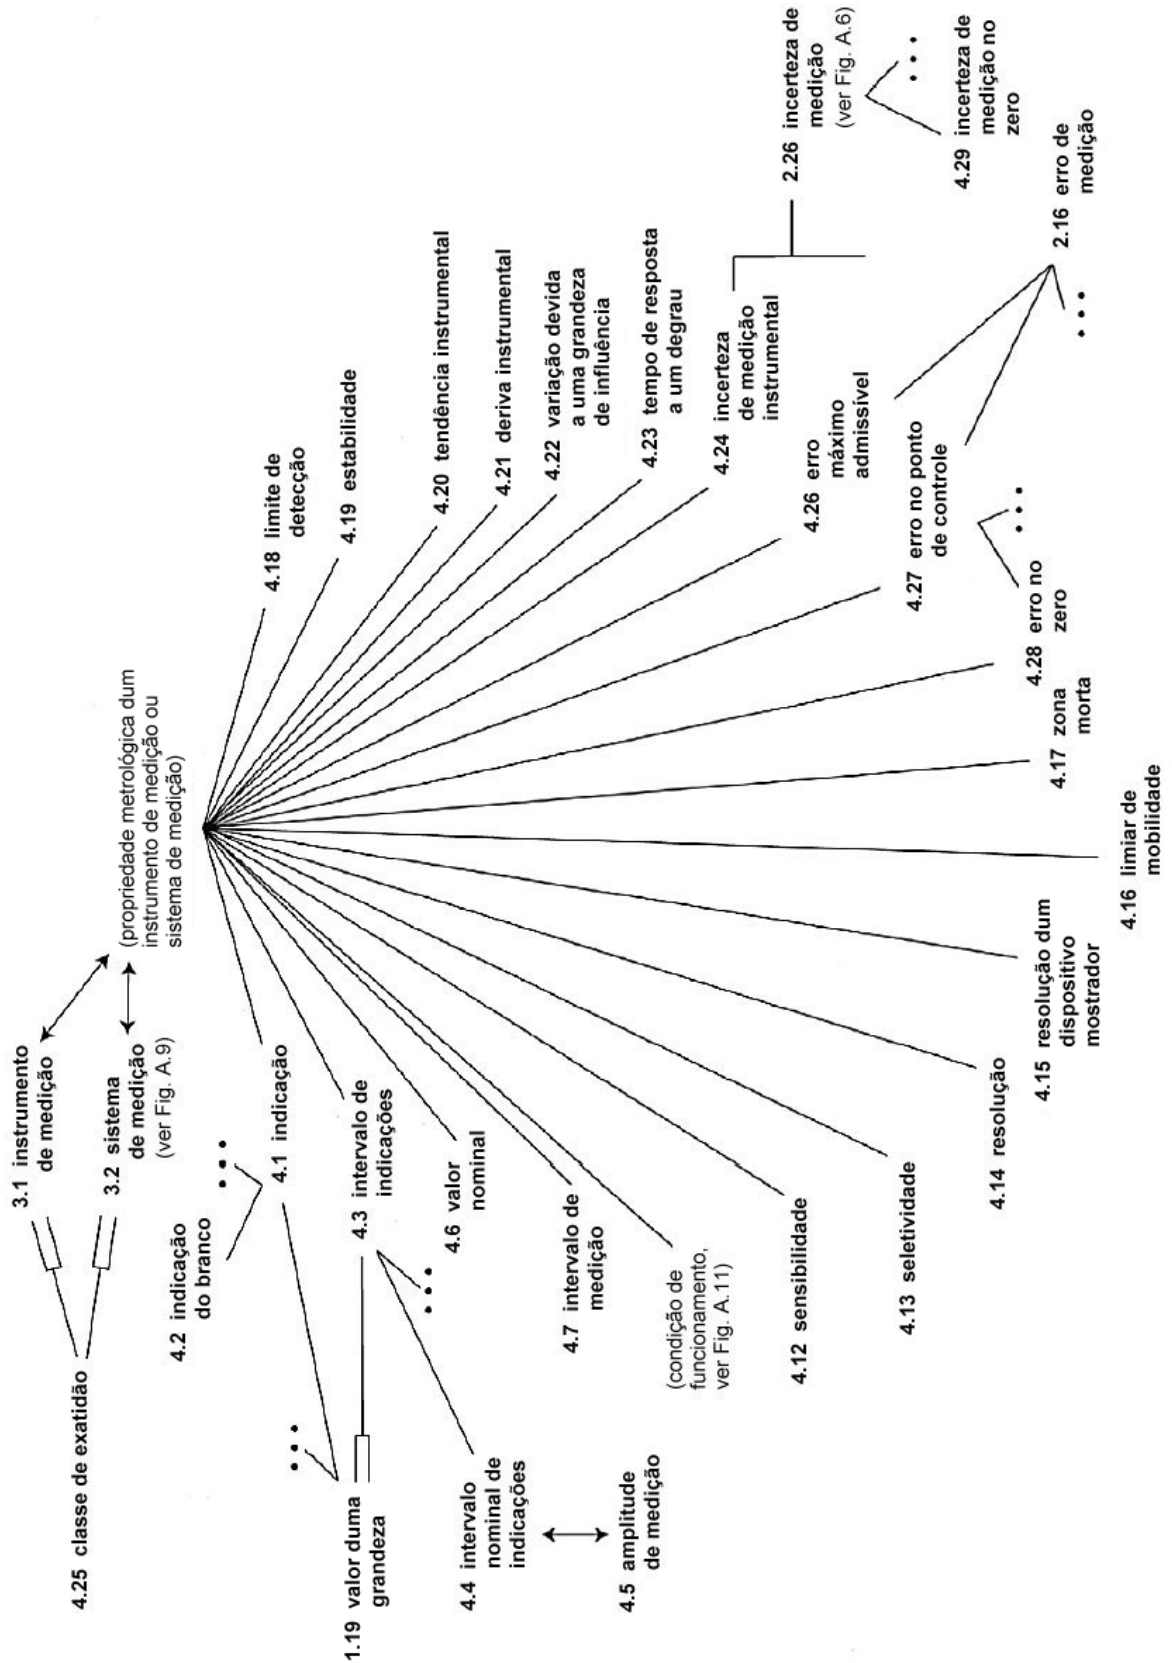 4.25 classe de exatidão
3.1 instrumento
de medição
3.2 sistema
de medição
(ver Fig. A.9)
(propriedade metrológica dum
instrumento de medição ou
sistema de medição)
4.2 indicação
do branco
4.1 indicação
1.19 valor duma
grandeza
4.3 intervalo de
indicações
4.4 intervalo
nominal de
indicações
4.5 amplitude
de medição
4.6 valor
nominal
4.7 intervalo de
medição
(condição de
funcionamento,
ver Fig. A.11)
4.12 sensibilidade
4.13 seletividade
4.14 resolução
4.15 resolução dum
dispositivo
mostrador
4.16 limiar de
mobilidade
4.17 zona
morta
4.28 erro no
zero
4.27 erro no ponto
de controle
4.26 erro
máximo
admissível
4.24 incerteza
de medição
instrumental
4.23 tempo de resposta
a um degrau
4.22 variação devida
a uma grandeza
de influência
4.21 deriva instrumental
4.20 tendência instrumental
4.19 estabilidade
4.18 limite de
detecção
2.26 incerteza de
medição
(ver Fig. A.6)
4.29 incerteza de
medição no
zero
2.16 erro de
medição